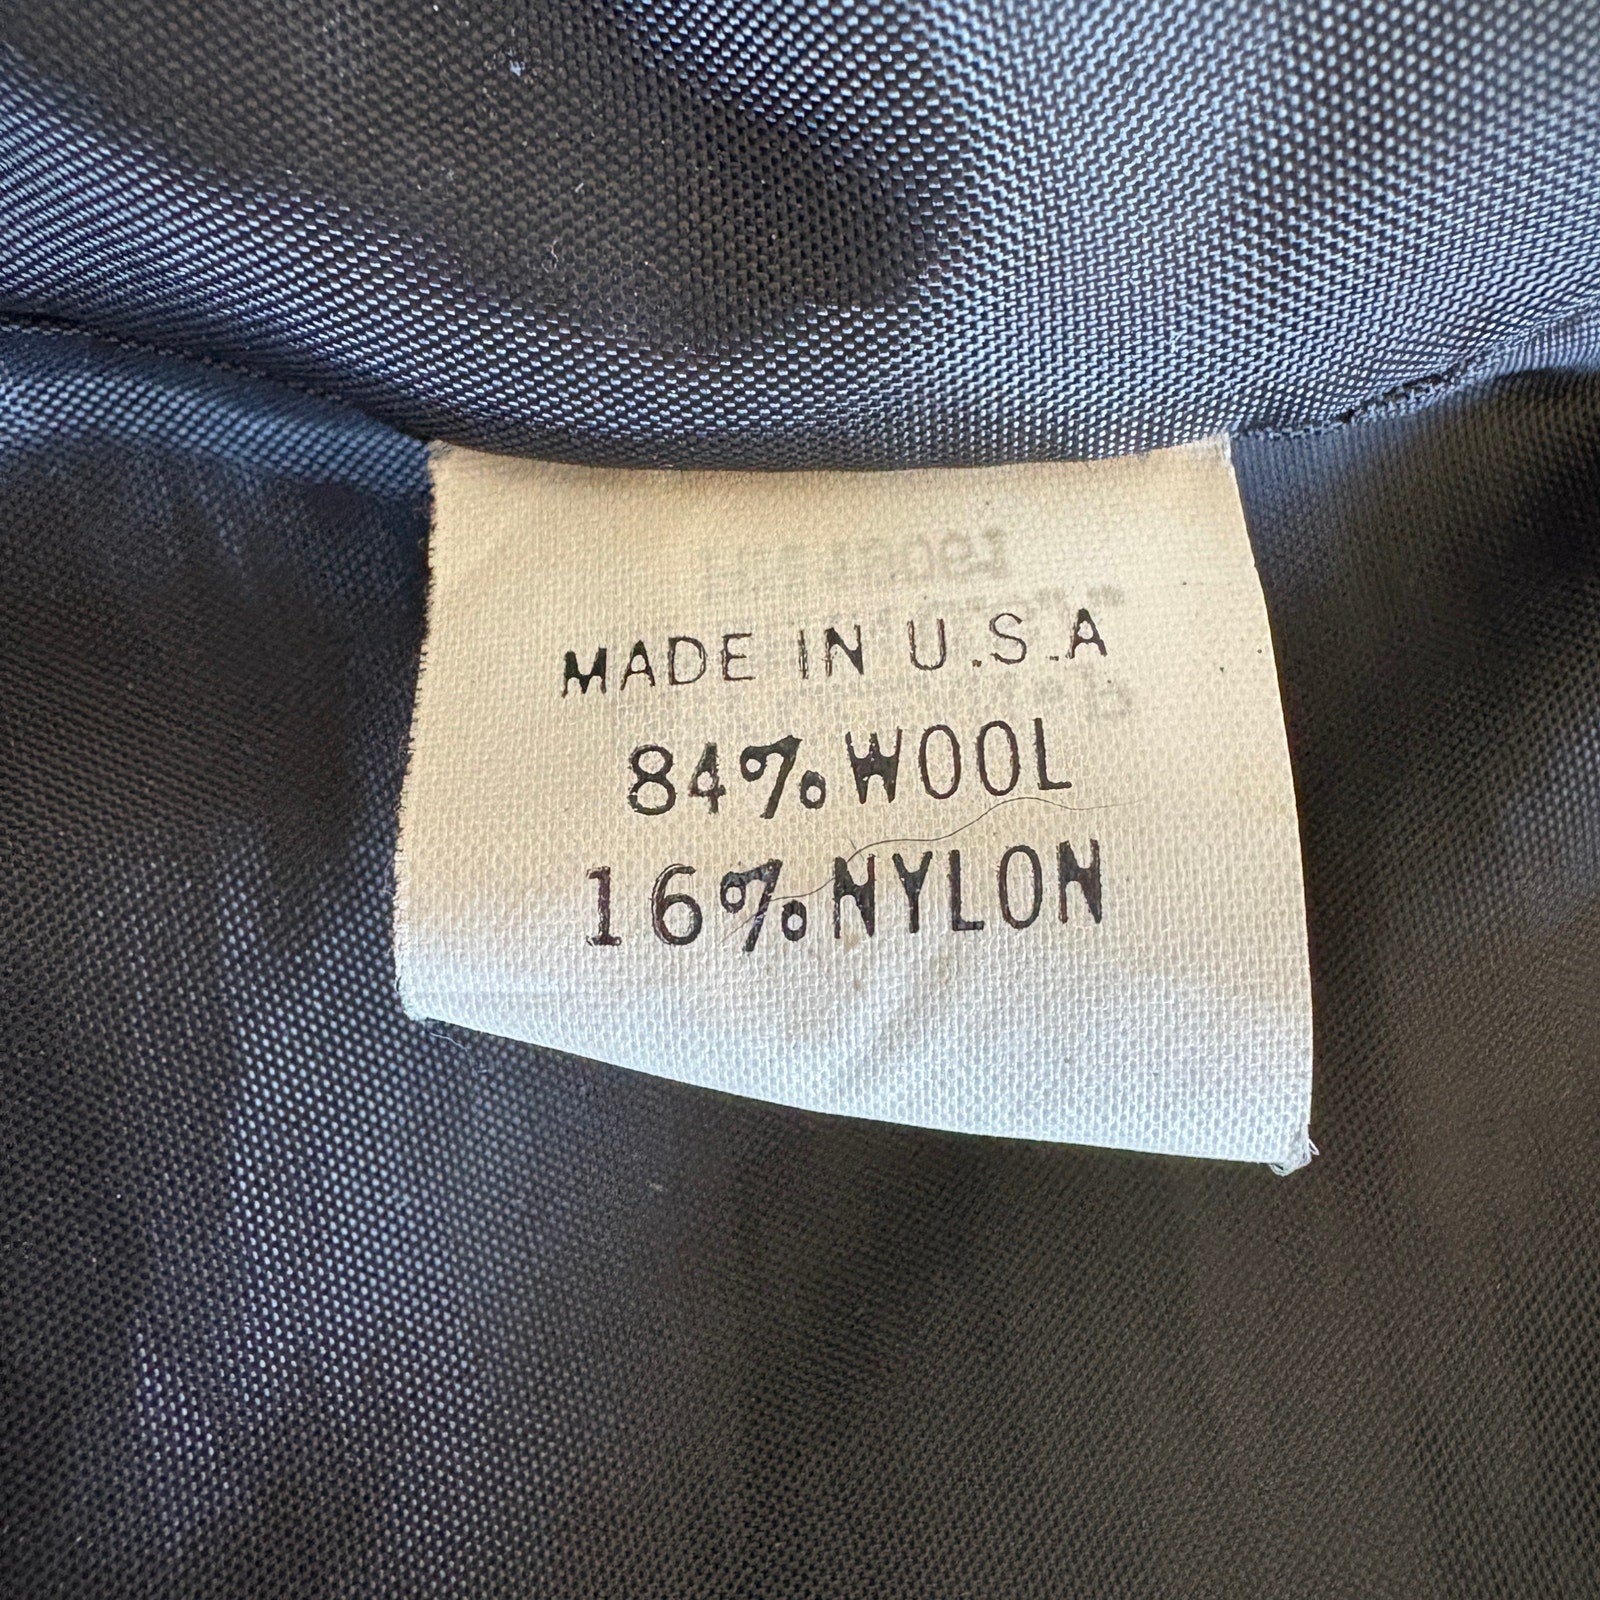 MADE IN U.S.A
84% WOOL
16% NYLON